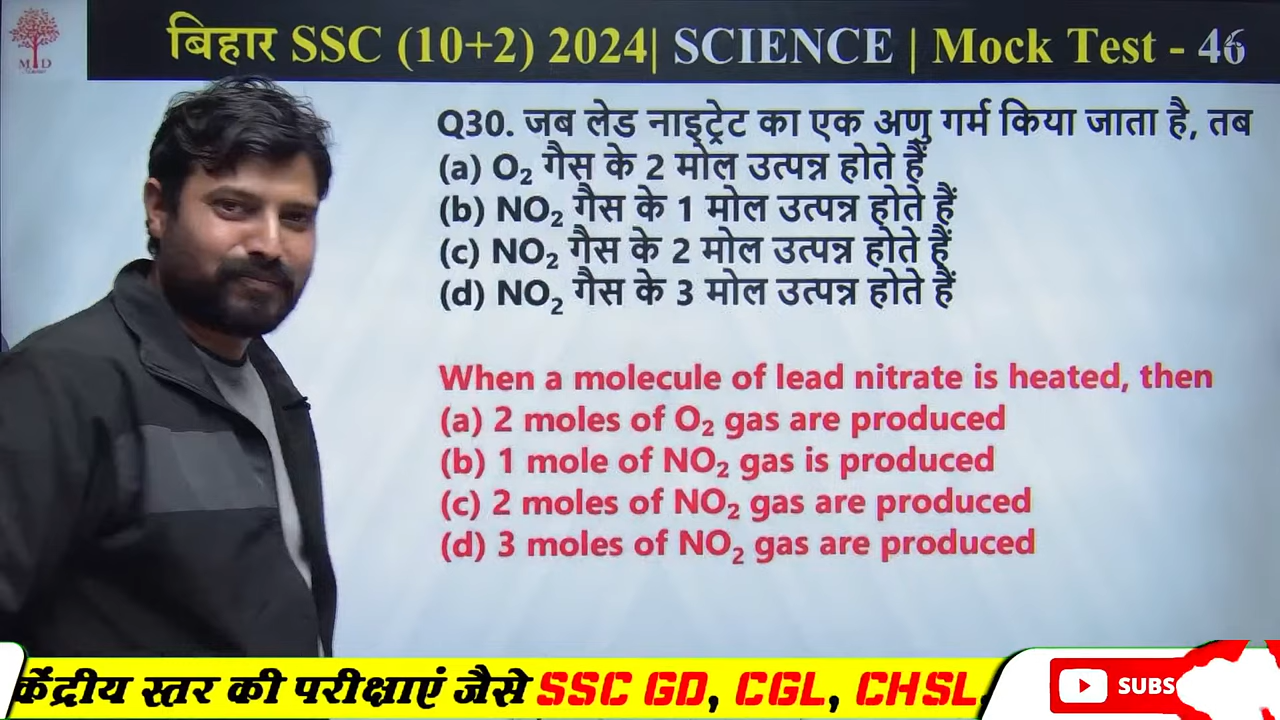 बिहार SSC (10+2) 2024| SCIENCE | Mock Test - 46
M D
Q30. जब लेड नाइट्रेट का एक अणु गर्म किया जाता है, तब
(a) O₂ गैस के 2 मोल उत्पन्न होते हैं
(b) NO₂ गैस के 1 मोल उत्पन्न होते हैं
(c) NO₂ गैस के 2 मोल उत्पन्न होते हैं
(d) NO₂ गैस के 3 मोल उत्पन्न होते हैं
When a molecule of lead nitrate is heated, then
(a) 2 moles of O₂ gas are produced
(b) 1 mole of NO₂ gas is produced
(c) 2 moles of NO₂ gas are produced
(d) 3 moles of NO₂ gas are produced
केंद्रीय स्तर की परीक्षाएं जैसे SSC GD, CGL, CHSL,
SUBS